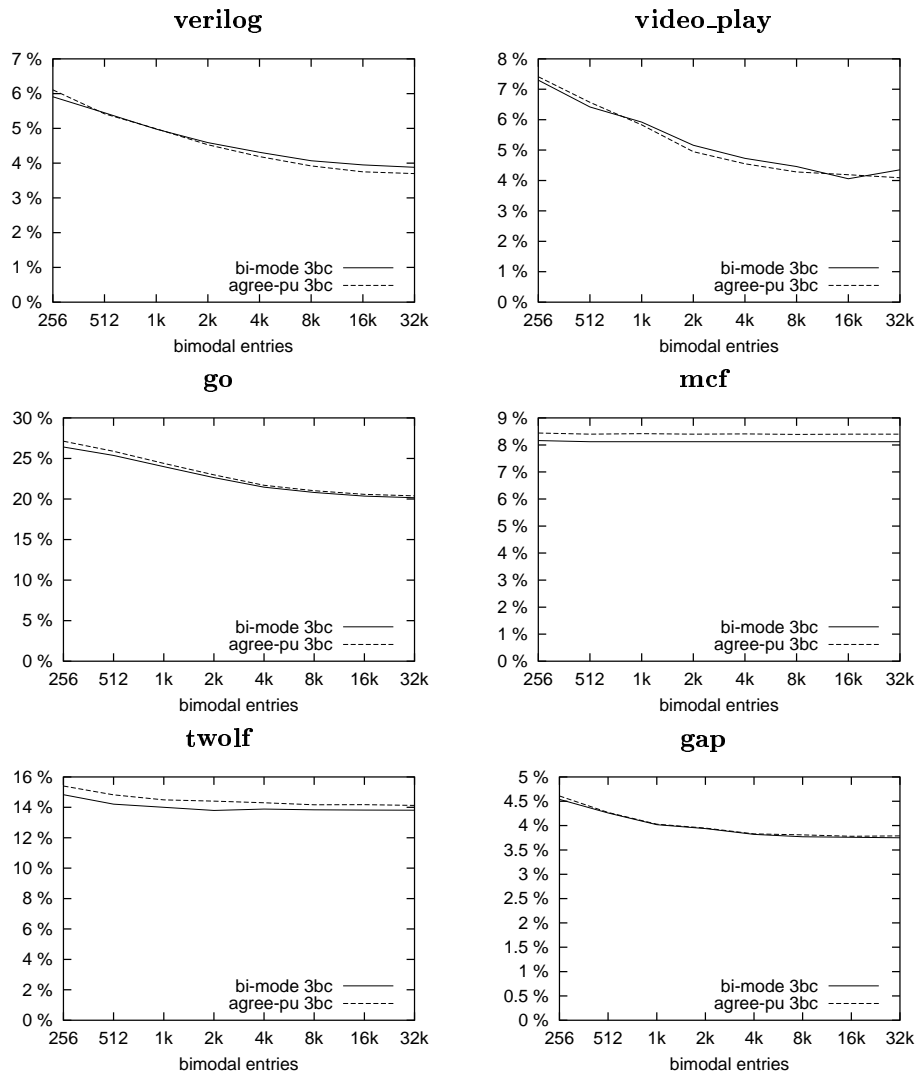 verilog
7 %
6 %
5 %
4 %
3 %
2 %
1 %
0 %
bi-mode 3bc
agree-pu 3bc
256 512 1k 2k 4k 8k 16k 32k
bimodal entries
video_play
8 %
7 %
6 %
5 %
4 %
3 %
2 %
1 %
0 %
bi-mode 3bc
agree-pu 3bc
256 512 1k 2k 4k 8k 16k 32k
bimodal entries
go
30 %
25 %
20 %
15 %
10 %
5 %
0 %
bi-mode 3bc
agree-pu 3bc
256 512 1k 2k 4k 8k 16k 32k
bimodal entries
mcf
9 %
8 %
7 %
6 %
5 %
4 %
3 %
2 %
1 %
0 %
bi-mode 3bc
agree-pu 3bc
256 512 1k 2k 4k 8k 16k 32k
bimodal entries
twolf
16 %
14 %
12 %
10 %
8 %
6 %
4 %
2 %
0 %
bi-mode 3bc
agree-pu 3bc
256 512 1k 2k 4k 8k 16k 32k
bimodal entries
gap
5 %
4.5 %
4 %
3.5 %
3 %
2.5 %
2 %
1.5 %
1 %
0.5 %
0 %
bi-mode 3bc
agree-pu 3bc
256 512 1k 2k 4k 8k 16k 32k
bimodal entries